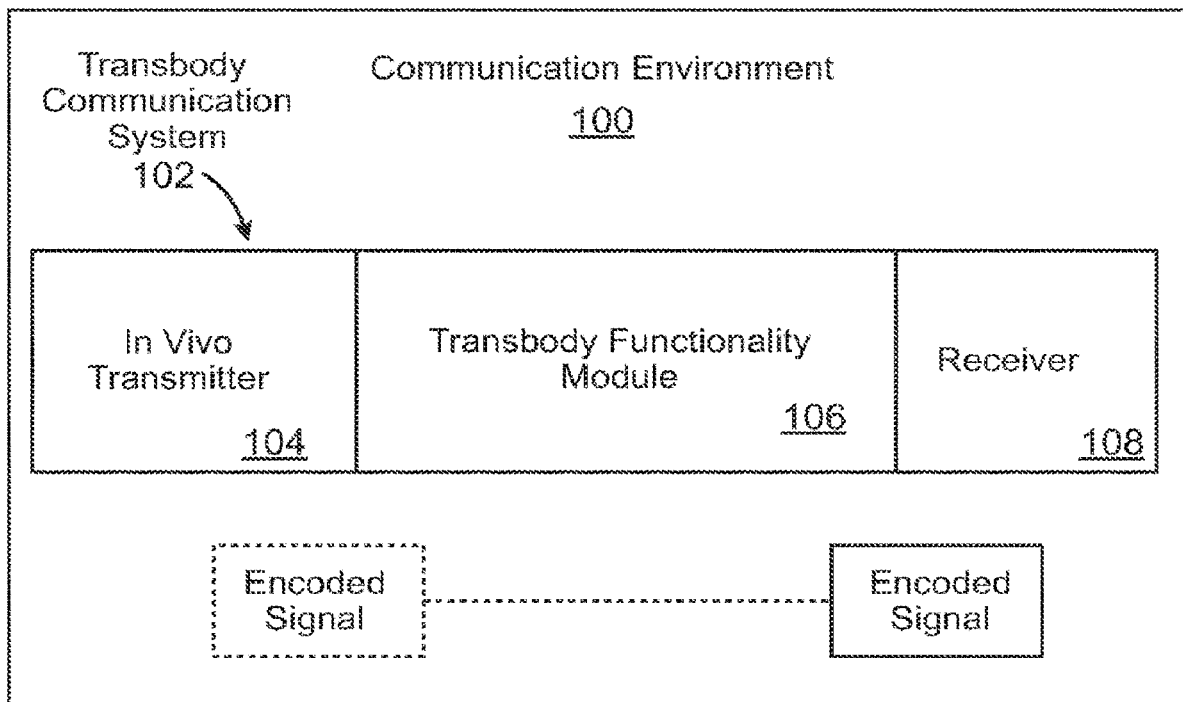 Transbody
Communication
System
102
Communication Environment
100
In Vivo
Transmitter
104
Transbody Functionality
Module
106
Receiver
108
Encoded
Signal
Encoded
Signal